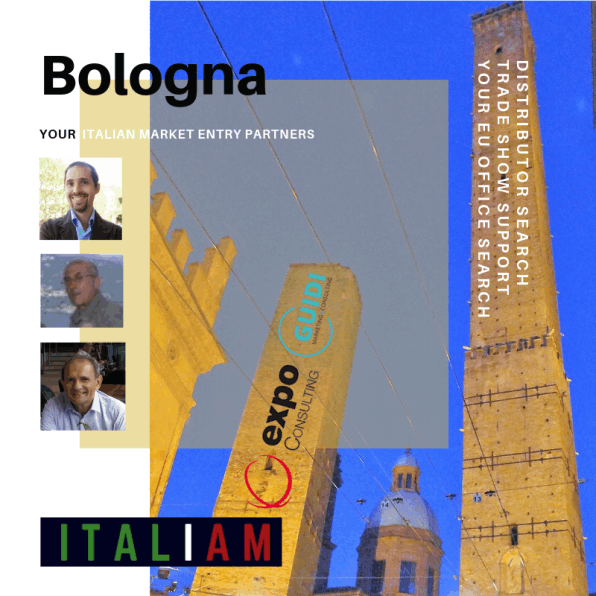 Bologna
YOUR ITALIAN MARKET ENTRY PARTNERS
DISTRIBUTOR SEARCH
TRADE SHOW SUPPORT
YOUR EU OFFICE SEARCH
GUIDI
MARKETING CONSULTING
expo
CONSULTING
ITALIAM